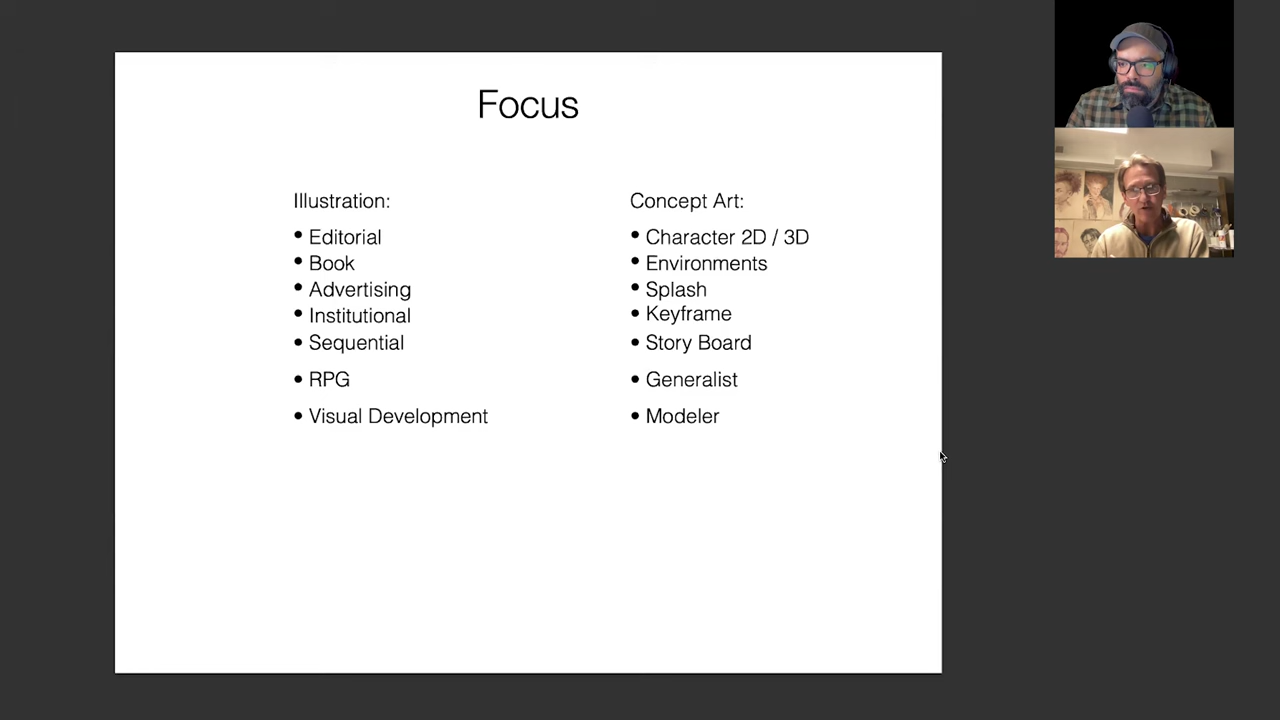 Focus
Illustration:
• Editorial
• Book
• Advertising
• Institutional
• Sequential
• RPG
• Visual Development
Concept Art:
• Character 2D / 3D
• Environments
• Splash
• Keyframe
• Story Board
• Generalist
• Modeler